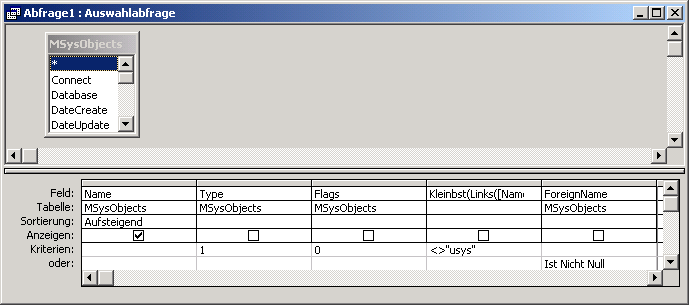 Abfrage1 : Auswahlabfrage
MSysObjects
*
Connect
Database
DateCreate
DateUpdate
Feld: Name Type Flags Kleinbst(Links([Name ForeignName
Tabelle: MSysObjects MSysObjects MSysObjects MSysObjects
Sortierung: Aufsteigend
Anzeigen:
Kriterien: 1 0 <>"usys"
oder: Ist Nicht Null